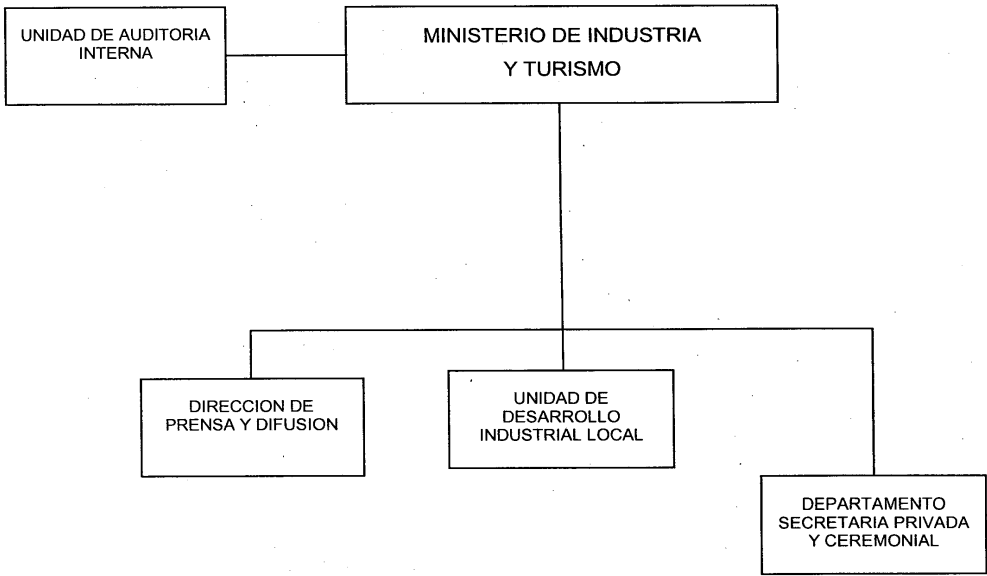 UNIDAD DE AUDITORIA
INTERNA
MINISTERIO DE INDUSTRIA
Y TURISMO
DIRECCION DE
PRENSA Y DIFUSION
UNIDAD DE
DESARROLLO
INDUSTRIAL LOCAL
DEPARTAMENTO
SECRETARIA PRIVADA
Y CEREMONIAL